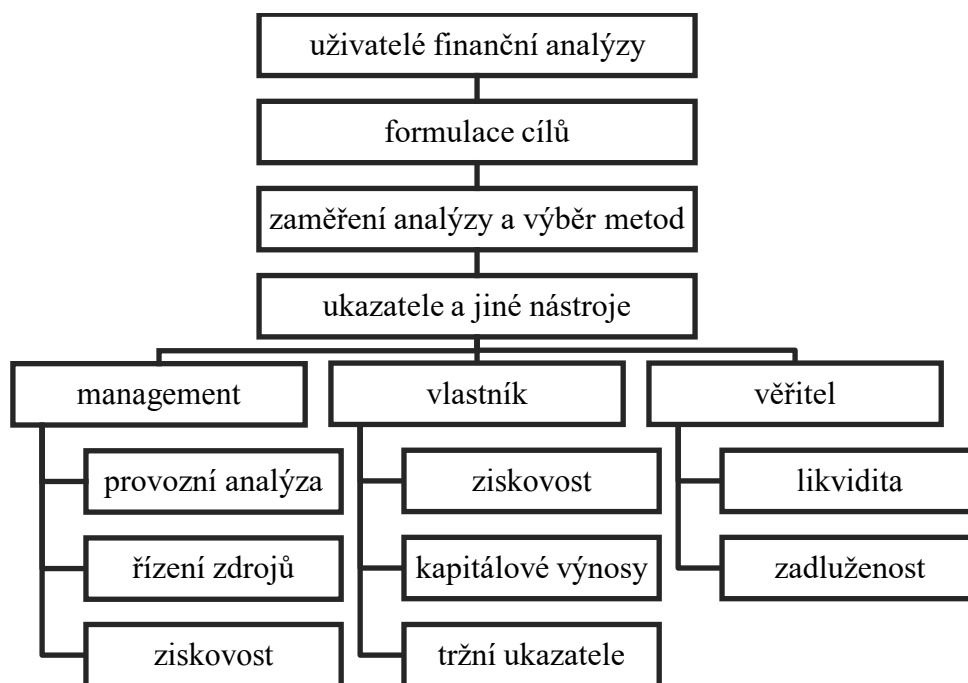 uživatelé finanční analýzy
formulace cílů
zaměření analýzy a výběr metod
ukazatele a jiné nástroje
management
vlastník
věřitel
provozní analýza
ziskovost
likvidita
řízení zdrojů
kapitálové výnosy
zadluženost
ziskovost
tržní ukazatele